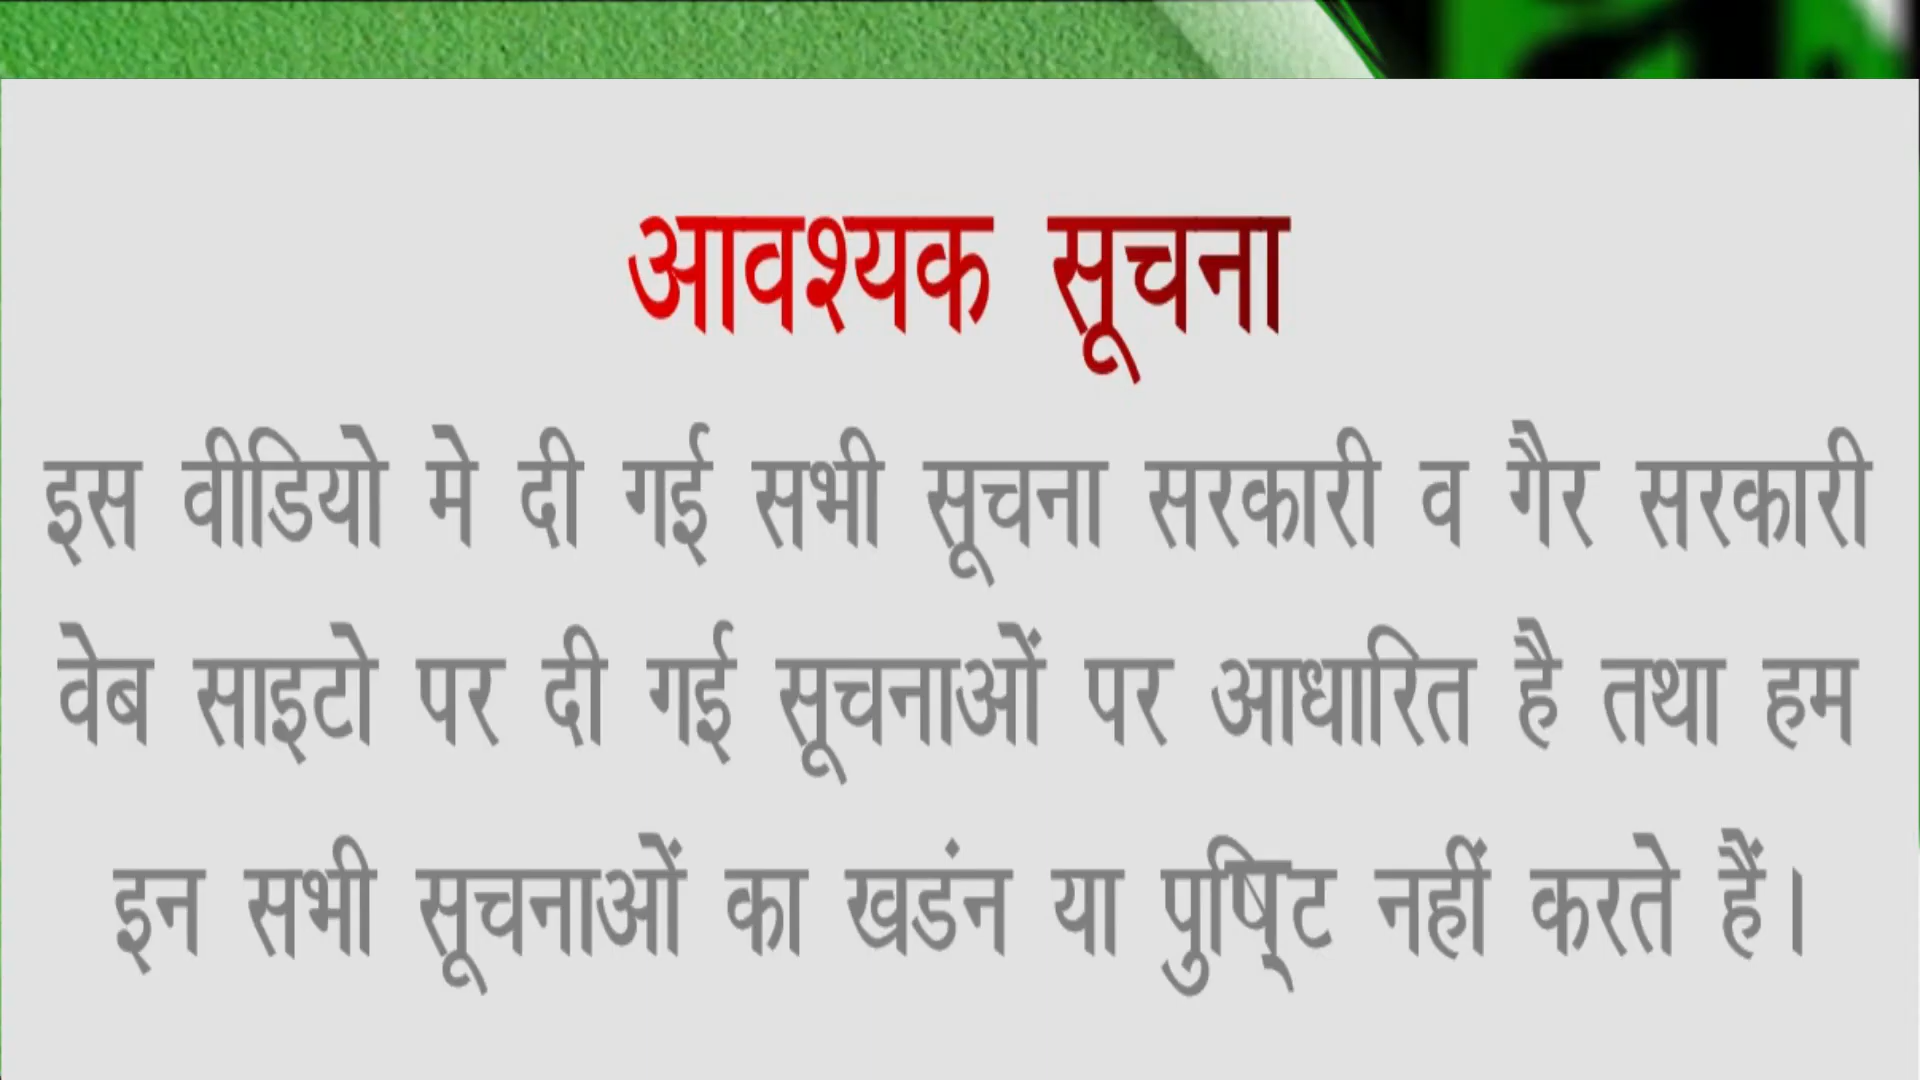 आवश्यक सूचना
इस वीडियो मे दी गई सभी सूचना सरकारी व गैर सरकारी
वेब साइटो पर दी गई सूचनाओं पर आधारित है तथा हम
इन सभी सूचनाओं का खडंन या पुष्टि नहीं करते हैं।